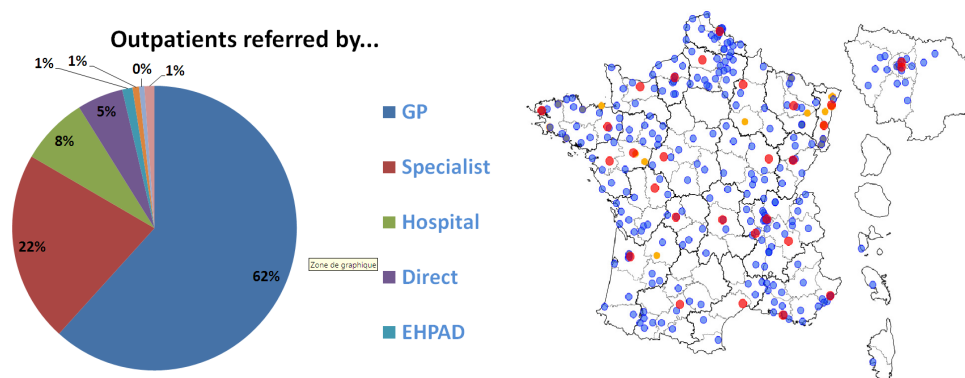 Outpatients referred by...
1%
1%
0%
1%
5%
8%
22%
62%
Zone de graphique
GP
Specialist
Hospital
Direct
EHPAD